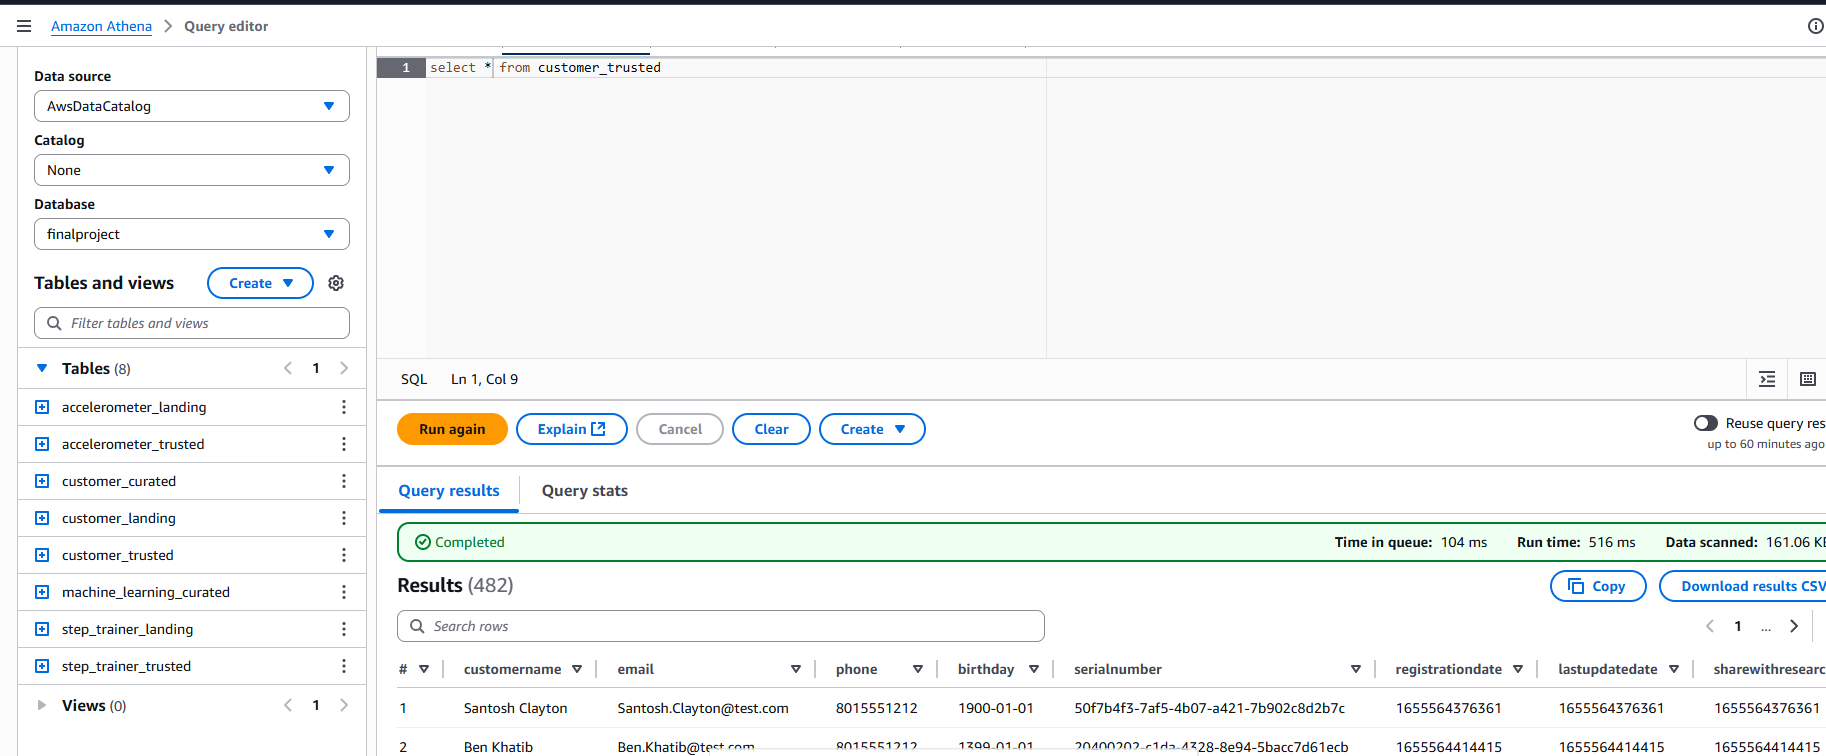 Amazon Athena > Query editor
Data source
AwsDataCatalog
Catalog
None
Database
finalproject
Tables and views
Create
Filter tables and views
Tables (8)
1
accelerometer_landing
accelerometer_trusted
customer_curated
customer_landing
customer_trusted
machine_learning_curated
step_trainer_landing
step_trainer_trusted
Views (0)
1
1 select * from customer_trusted
SQL Ln 1, Col 9
Run again Explain Cancel Clear Create
Reuse query res
up to 60 minutes ago
Query results Query stats
Completed Time in queue: 104 ms Run time: 516 ms Data scanned: 161.06 KB
Results (482) Copy Download results CSV
Search rows 1 ...
# customername email phone birthday serialnumber registrationdate lastupdatedate sharewithresearc
1 Santosh Clayton Santosh.Clayton@test.com 8015551212 1900-01-01 50f7b4f3-7af5-4b07-a421-7b902c8d2b7c 1655564376361 1655564376361 1655564376361
2 Ben Khatib Ben.Khatib@test.com 8015551212 1399-01-01 20400202-c1da-4328-8e94-5bacc7d61ecb 1655564414415 1655564414415 1655564414415